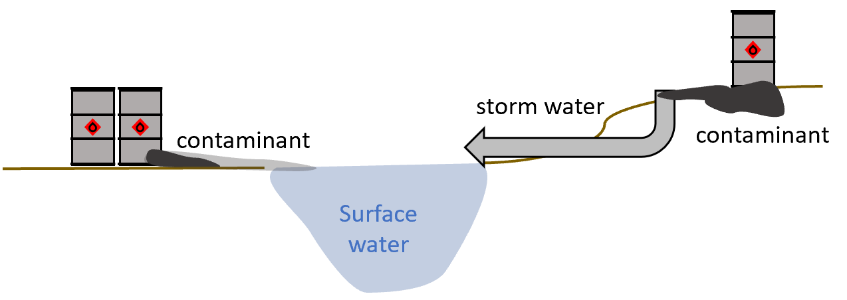 storm water
contaminant
contaminant
Surface
water